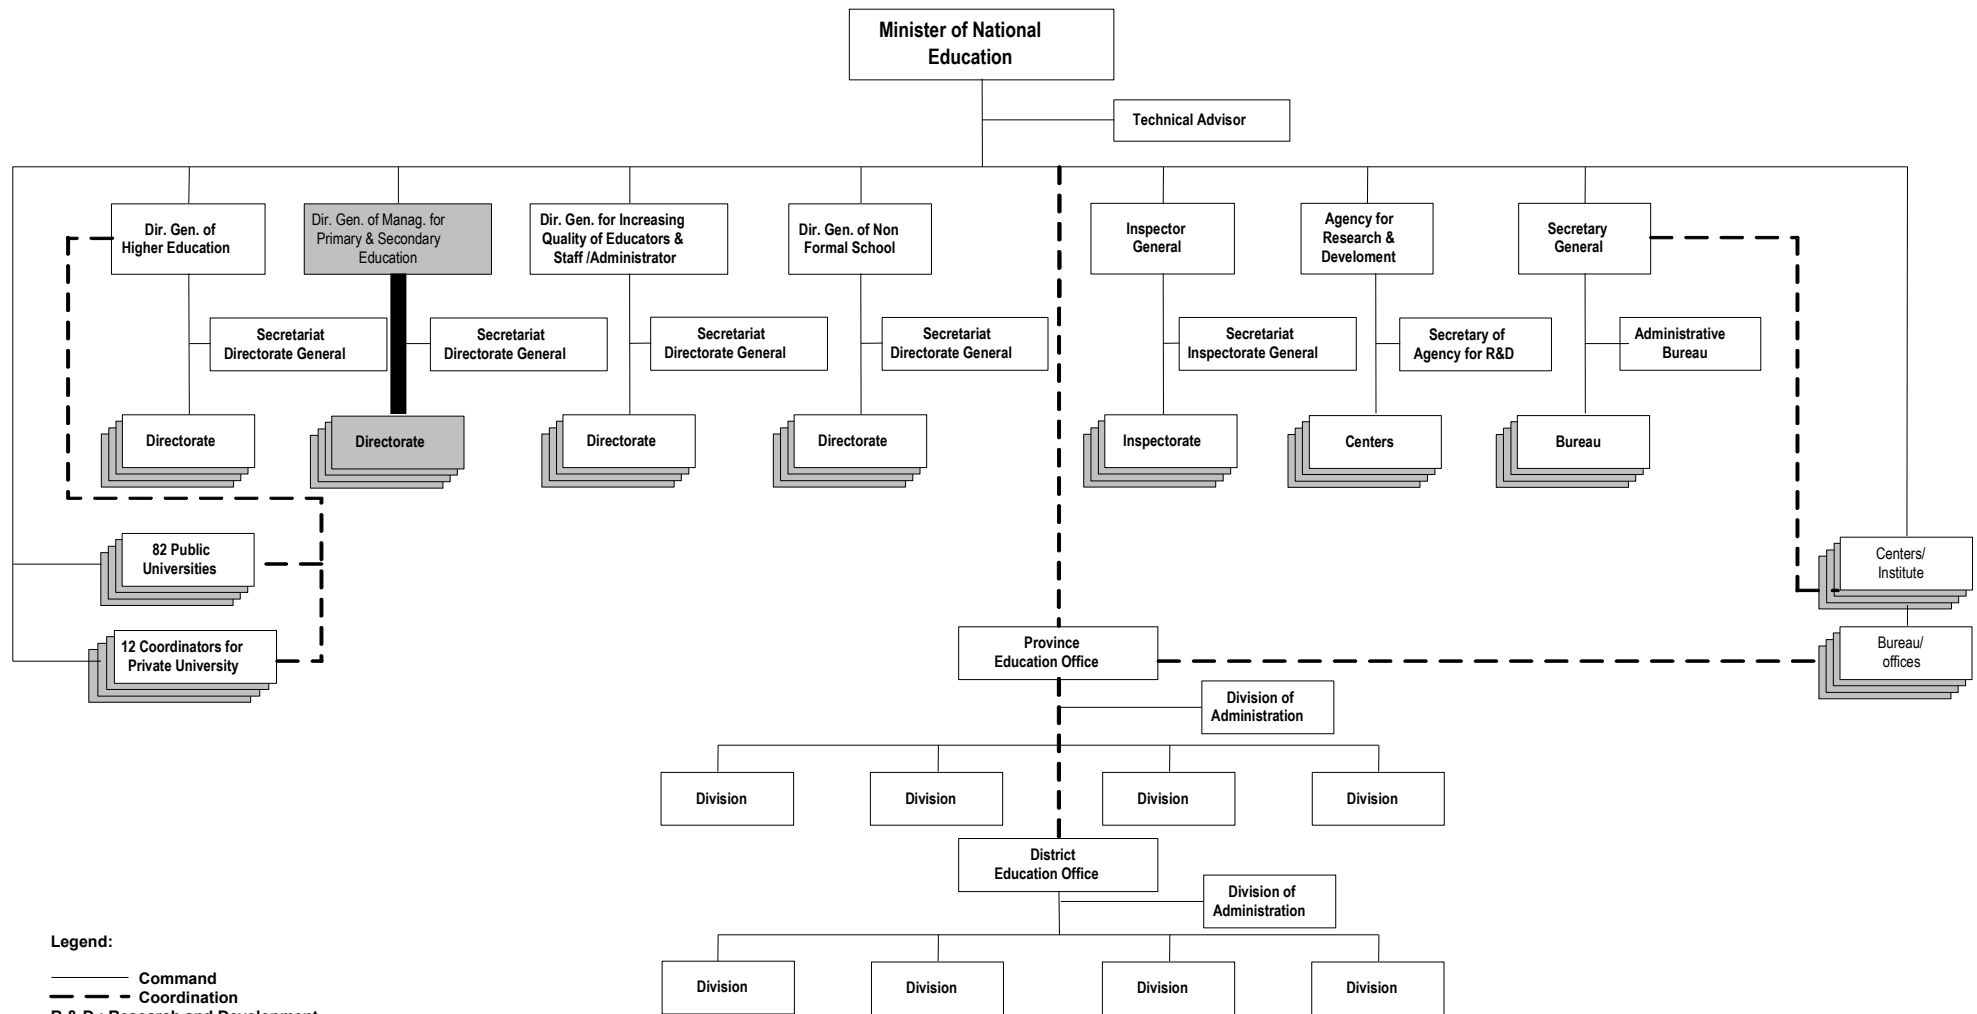 Minister of National
Education
Technical Advisor
Dir. Gen. of
Higher Education
Dir. Gen. of Manag. for
Primary & Secondary
Education
Dir. Gen. for Increasing
Quality of Educators &
Staff /Administrator
Dir. Gen. of Non
Formal School
Inspector
General
Agency for
Research &
Develoment
Secretary
General
Secretariat
Directorate General
Secretariat
Directorate General
Secretariat
Directorate General
Secretariat
Directorate General
Secretariat
Inspectorate General
Secretary of
Agency for R&D
Administrative
Bureau
Directorate
Directorate
Directorate
Directorate
Inspectorate
Centers
Bureau
82 Public
Universities
Centers/
Institute
12 Coordinators for
Private University
Province
Education Office
Bureau/
offices
Division of
Administration
Division
Division
Division
Division
District
Education Office
Division of
Administration
Division
Division
Division
Division
Legend:
Command
Coordination
R & D : Research and Development